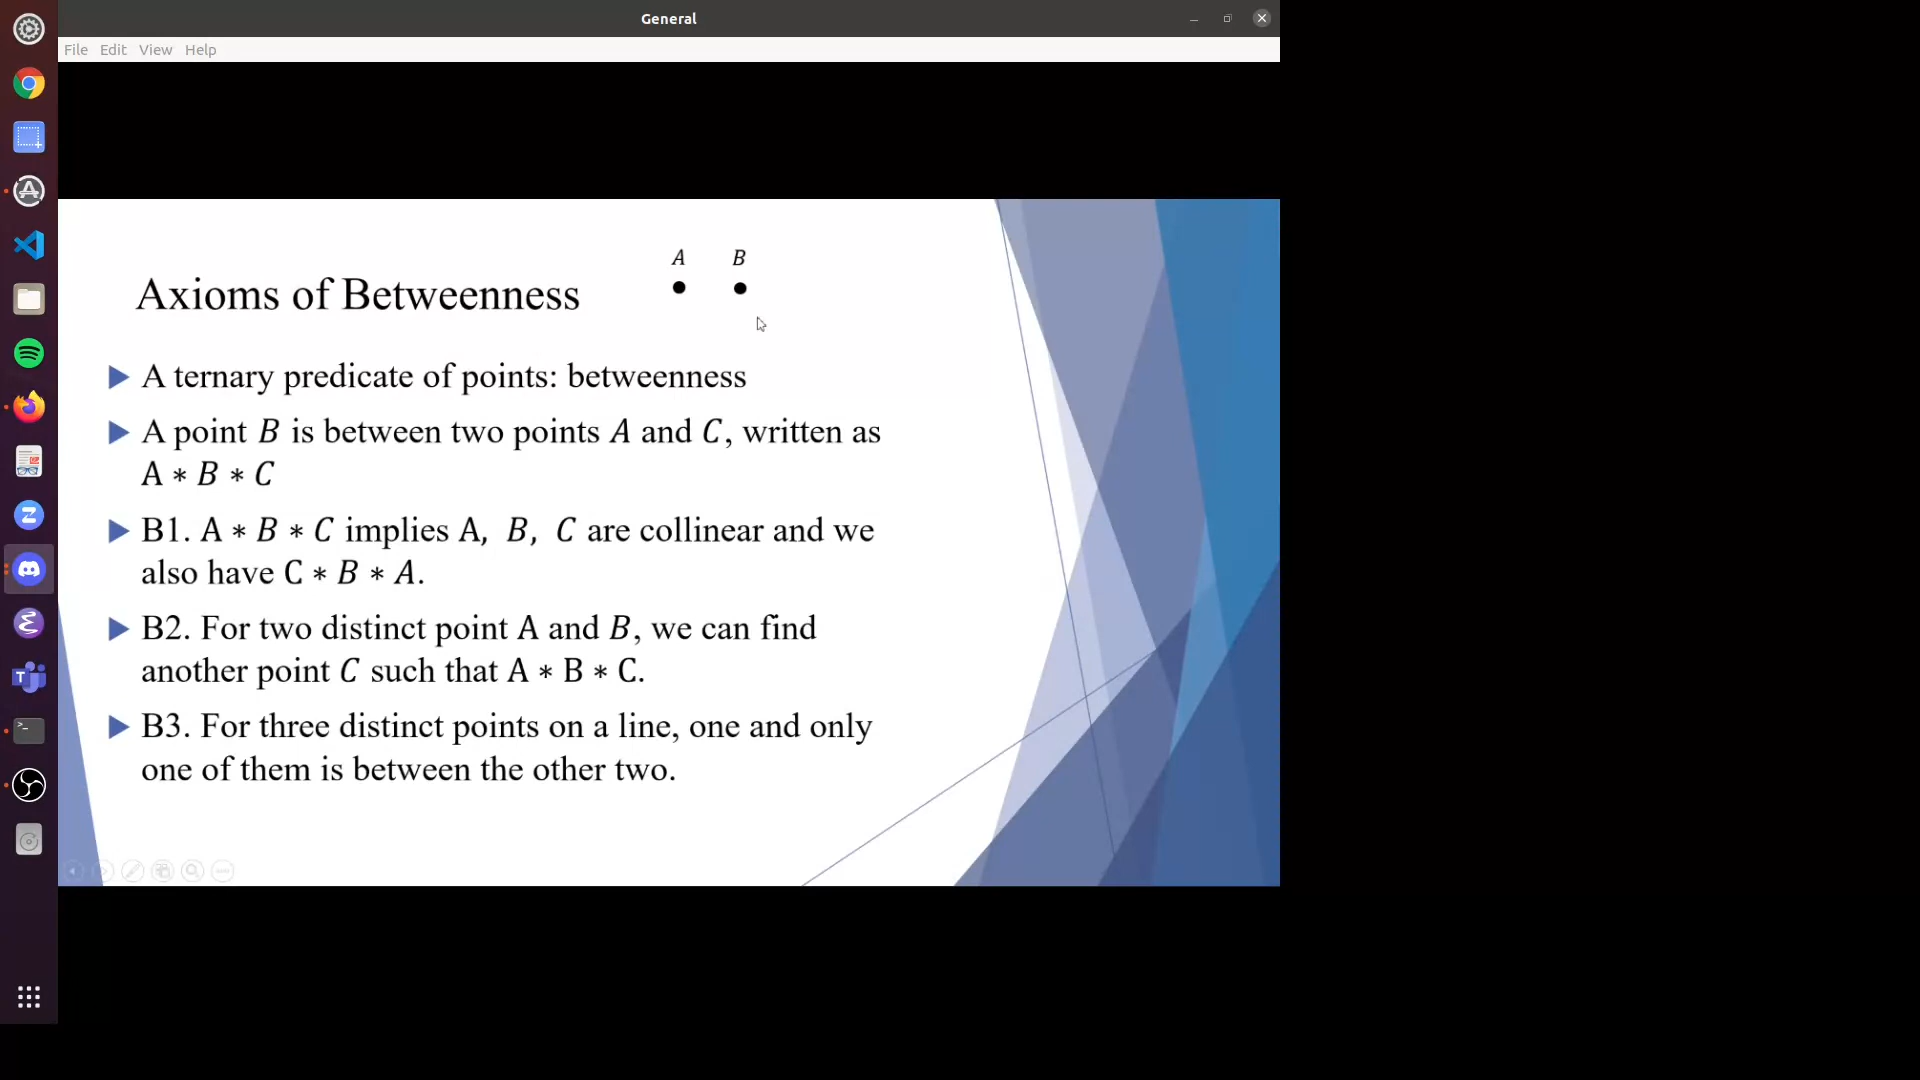 General
File Edit View Help
A B
Axioms of Betweenness
A ternary predicate of points: betweenness
A point B is between two points A and C, written as
A ∗ B ∗ C
B1. A ∗ B ∗ C implies A, B, C are collinear and we
also have C ∗ B ∗ A.
B2. For two distinct point A and B, we can find
another point C such that A ∗ B ∗ C.
B3. For three distinct points on a line, one and only
one of them is between the other two.